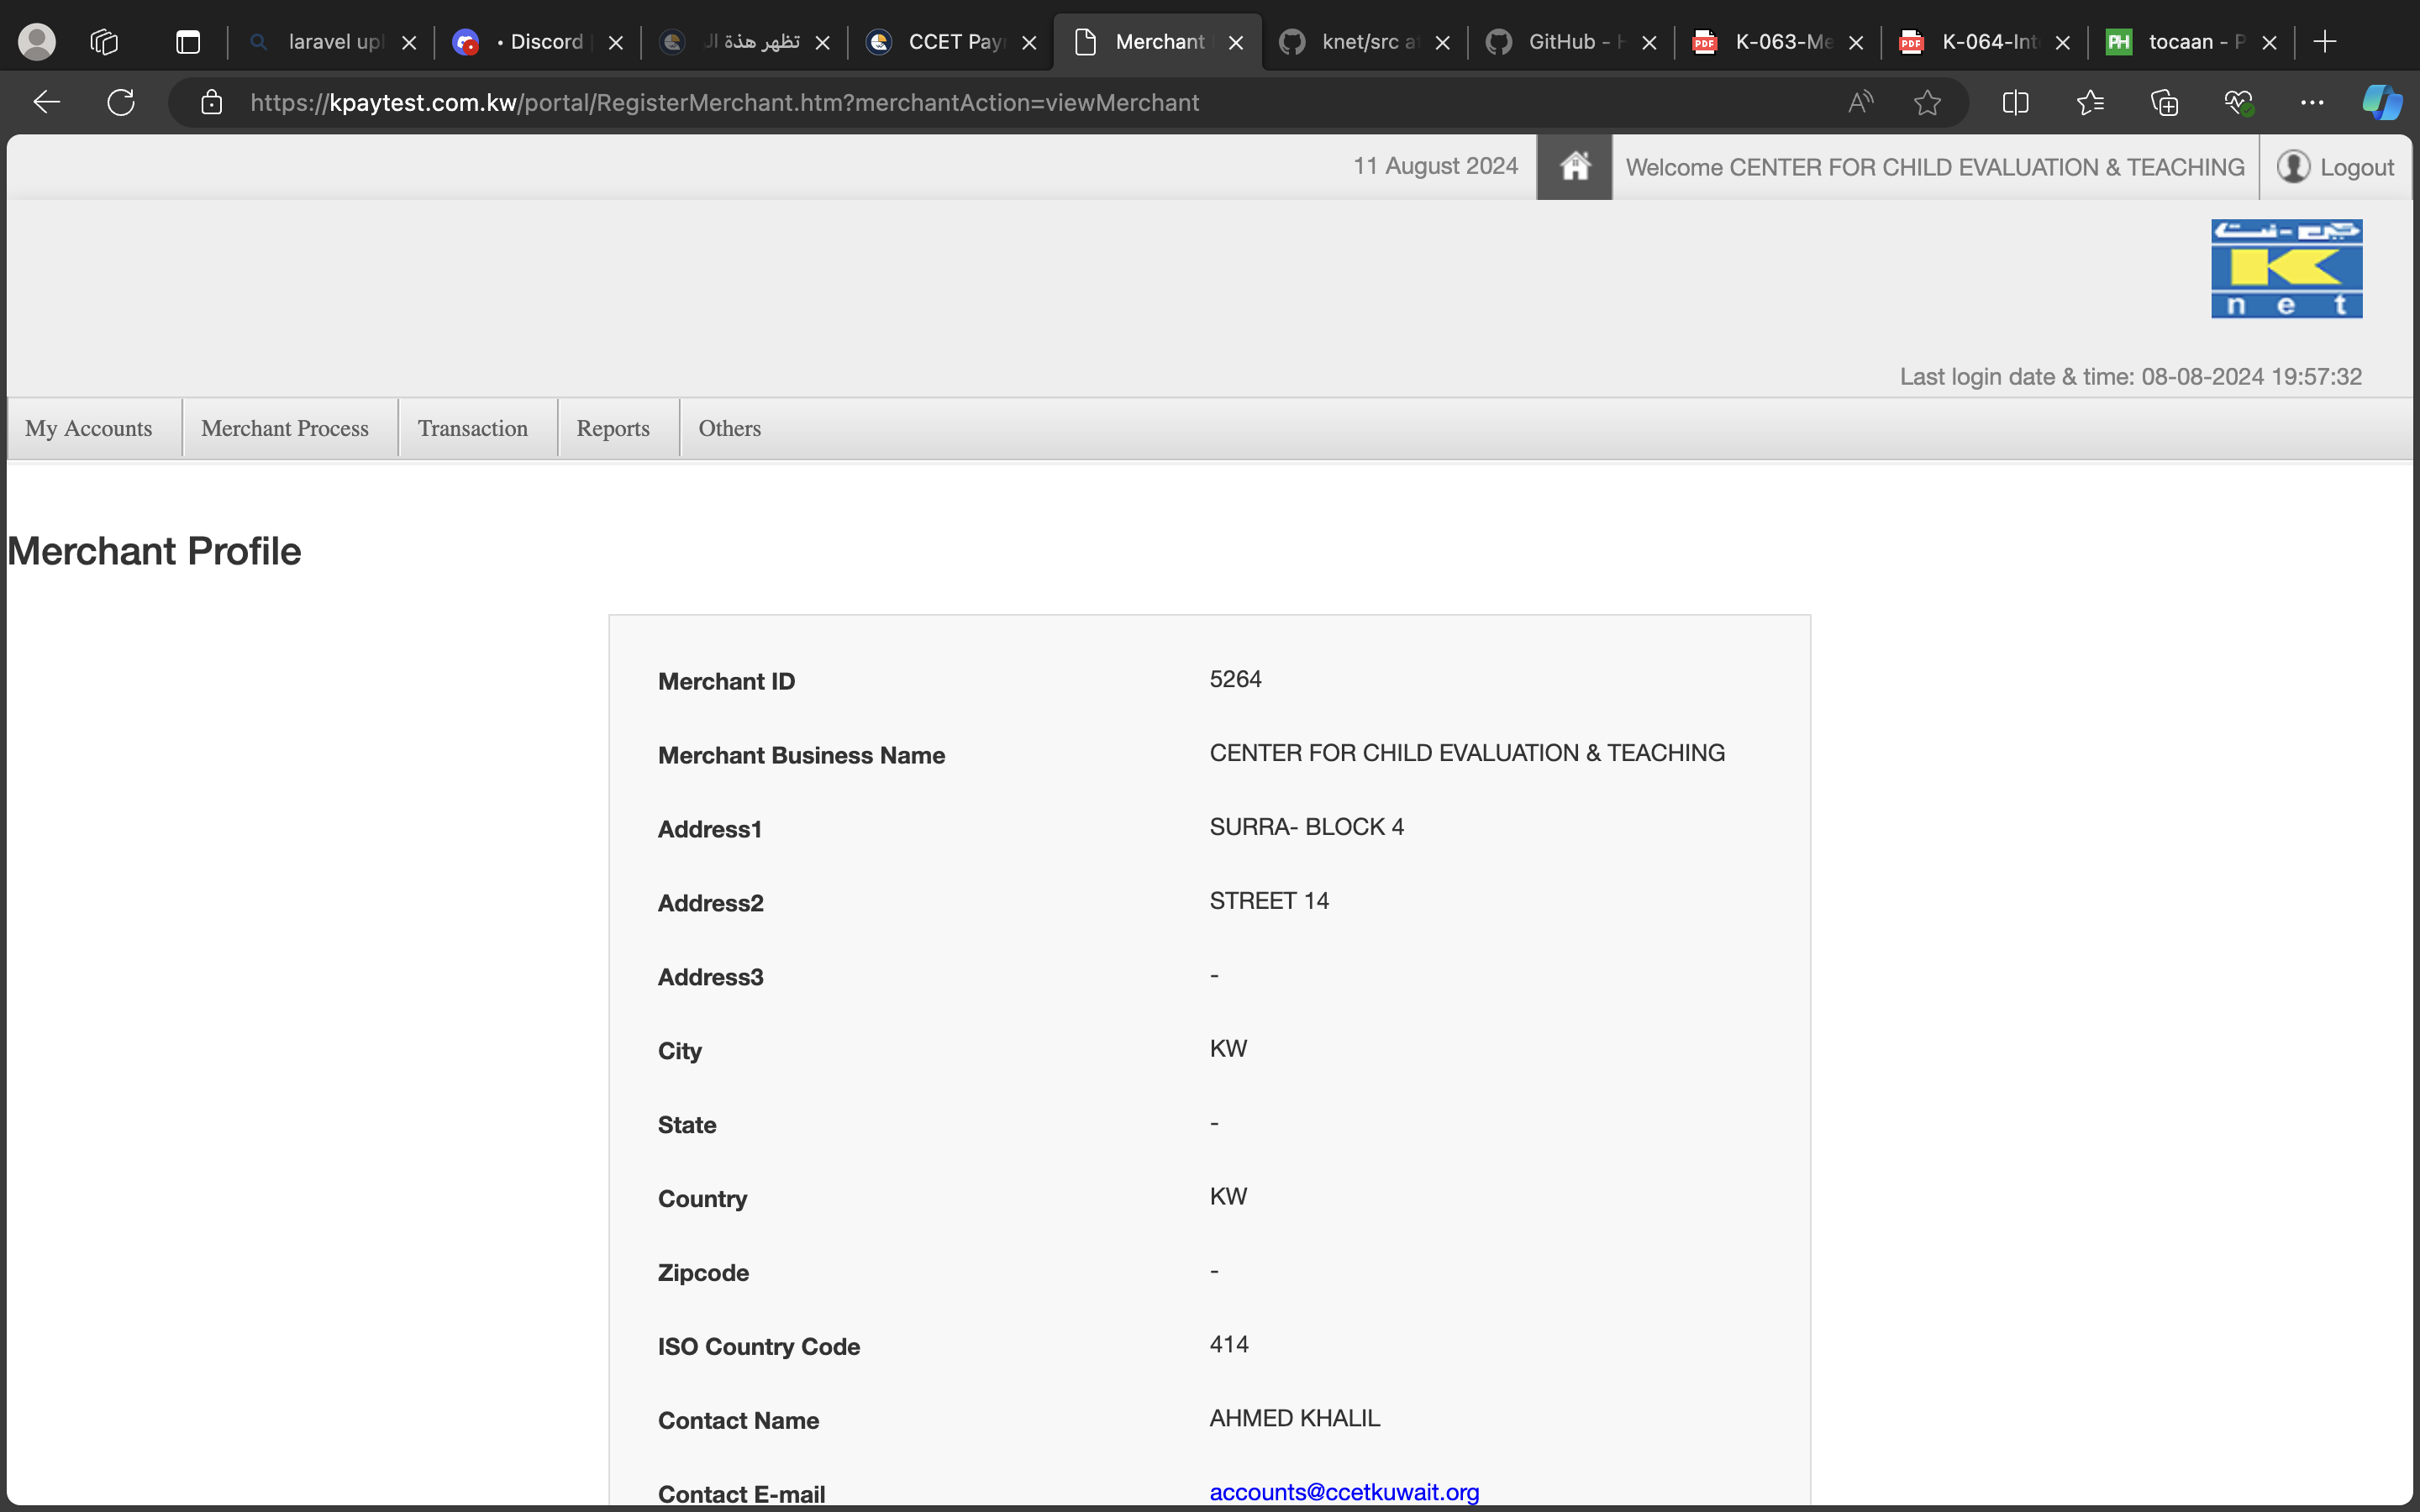 laravel upl
• Discord
تظهر هذة ال
CCET Pay
Merchant
knet/src a
GitHub - H
K-063-Me
K-064-Int
tocaan - P
https://kpaytest.com.kw/portal/RegisterMerchant.htm?merchantAction=viewMerchant
11 August 2024
Welcome CENTER FOR CHILD EVALUATION & TEACHING
Logout
كي-نت
K
n e t
Last login date & time: 08-08-2024 19:57:32
My Accounts
Merchant Process
Transaction
Reports
Others
Merchant Profile
Merchant ID 5264
Merchant Business Name CENTER FOR CHILD EVALUATION & TEACHING
Address1 SURRA- BLOCK 4
Address2 STREET 14
Address3 -
City KW
State -
Country KW
Zipcode -
ISO Country Code 414
Contact Name AHMED KHALIL
Contact E-mail accounts@ccetkuwait.org